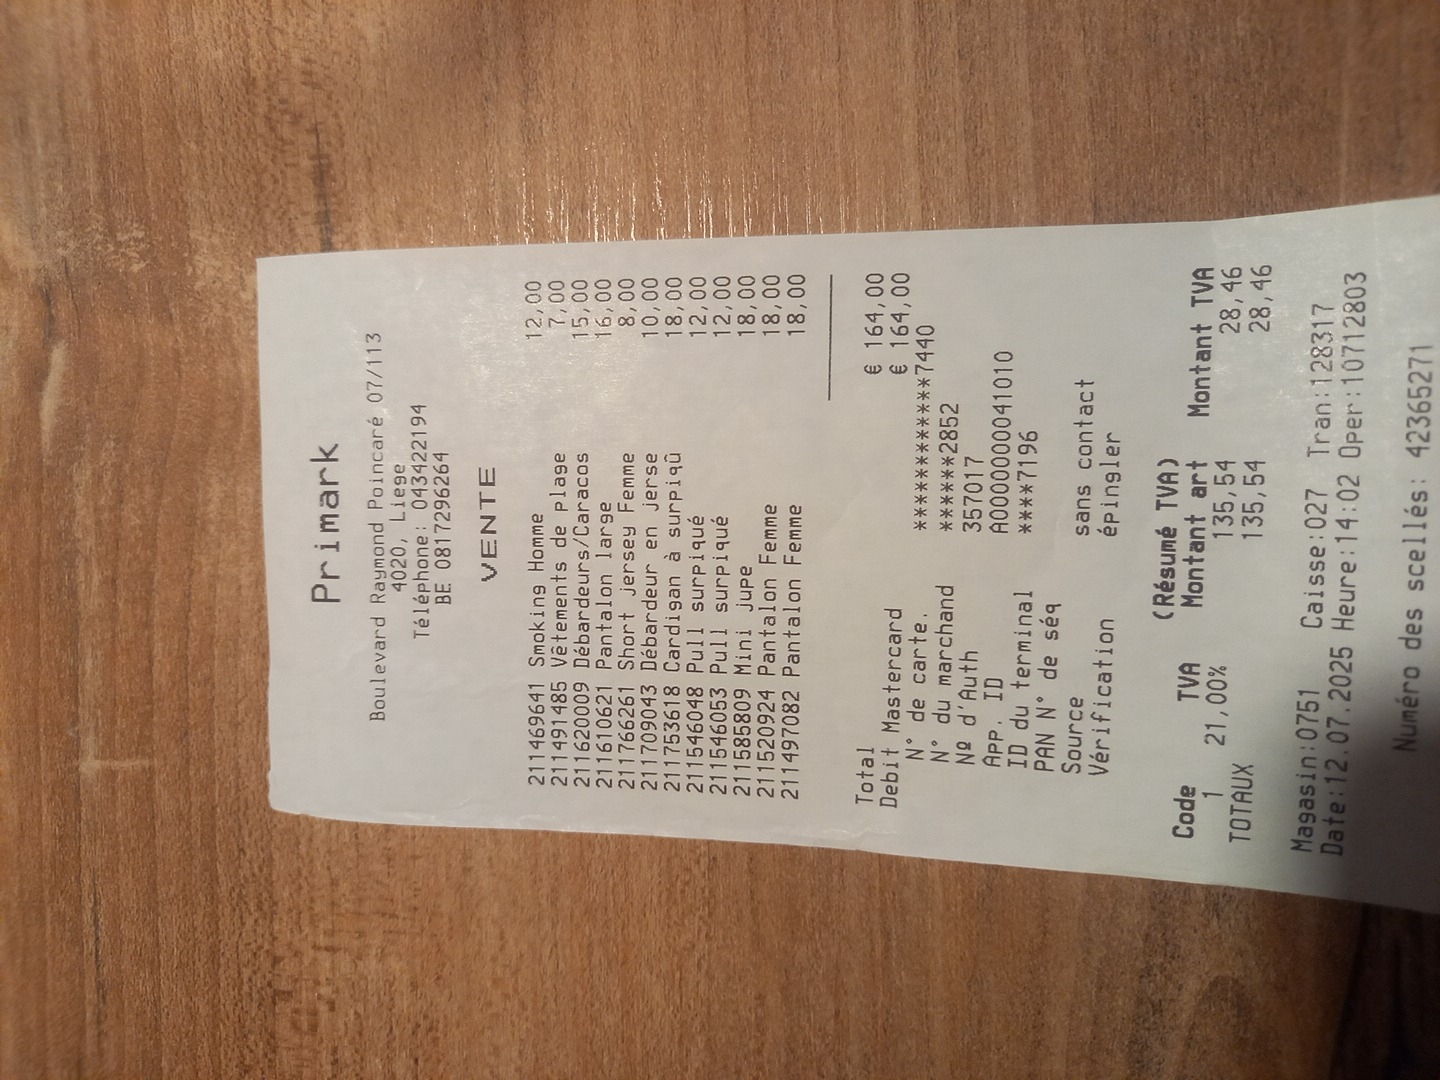 Primark
Boulevard Raymond Poincaré 07/113
4020, Liege
Téléphone: 043422194
BE 0817296264
VENTE
211469641 Smoking Homme 12,00
211491485 Vêtements de Plage 7,00
211620009 Débardeurs/Caracos 15,00
211610621 Pantalon large 16,00
211766261 Short jersey Femme 8,00
211709043 Débardeur en jerse 10,00
211753618 Cardigan à surpiqû 18,00
211546048 Pull surpiqué 12,00
211546053 Pull surpiqué 12,00
211585809 Mini jupe 18,00
211520924 Pantalon Femme 18,00
211497082 Pantalon Femme 18,00
Total € 164,00
Debit Mastercard € 164,00
N° de carte. ************7440
N° du marchand ******2852
Nº d'Auth 357017
App. ID A0000000041010
ID du terminal ****7196
PAN N° de séq
Source sans contact
Vérification épingler
(Résumé TVA)
Code TVA Montant art Montant TVA
1 21,00% 135,54 28,46
TOTAUX 135,54 28,46
Magasin:0751 Caisse:027 Tran:128317
Date:12.07.2025 Heure:14:02 Oper:10712803
Numéro des scellés: 42365271